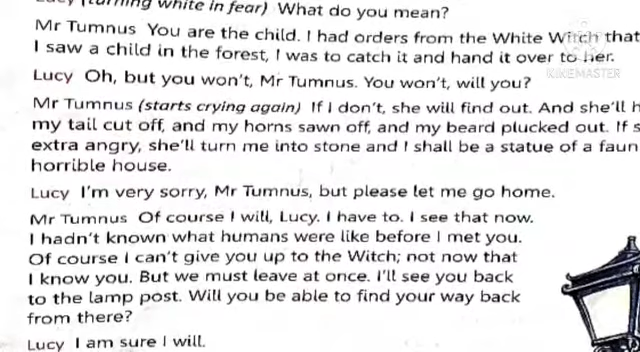 Lucy (turning white in fear) What do you mean?
Mr Tumnus You are the child. I had orders from the White Witch that
I saw a child in the forest, I was to catch it and hand it over to her.
KINEMASTER
Lucy Oh, but you won't, Mr Tumnus. You won't, will you?
Mr Tumnus (starts crying again) If I don't, she will find out. And she'll
my tail cut off, and my horns sawn off, and my beard plucked out. If
extra angry, she'll turn me into stone and I shall be a statue of a faun
horrible house.
Lucy I'm very sorry, Mr Tumnus, but please let me go home.
Mr Tumnus Of course I will, Lucy. I have to. I see that now.
I hadn't known what humans were like before I met you.
Of course I can't give you up to the Witch; not now that
I know you. But we must leave at once. I'll see you back
to the lamp post. Will you be able to find your way back
from there?
Lucy I am sure I will.